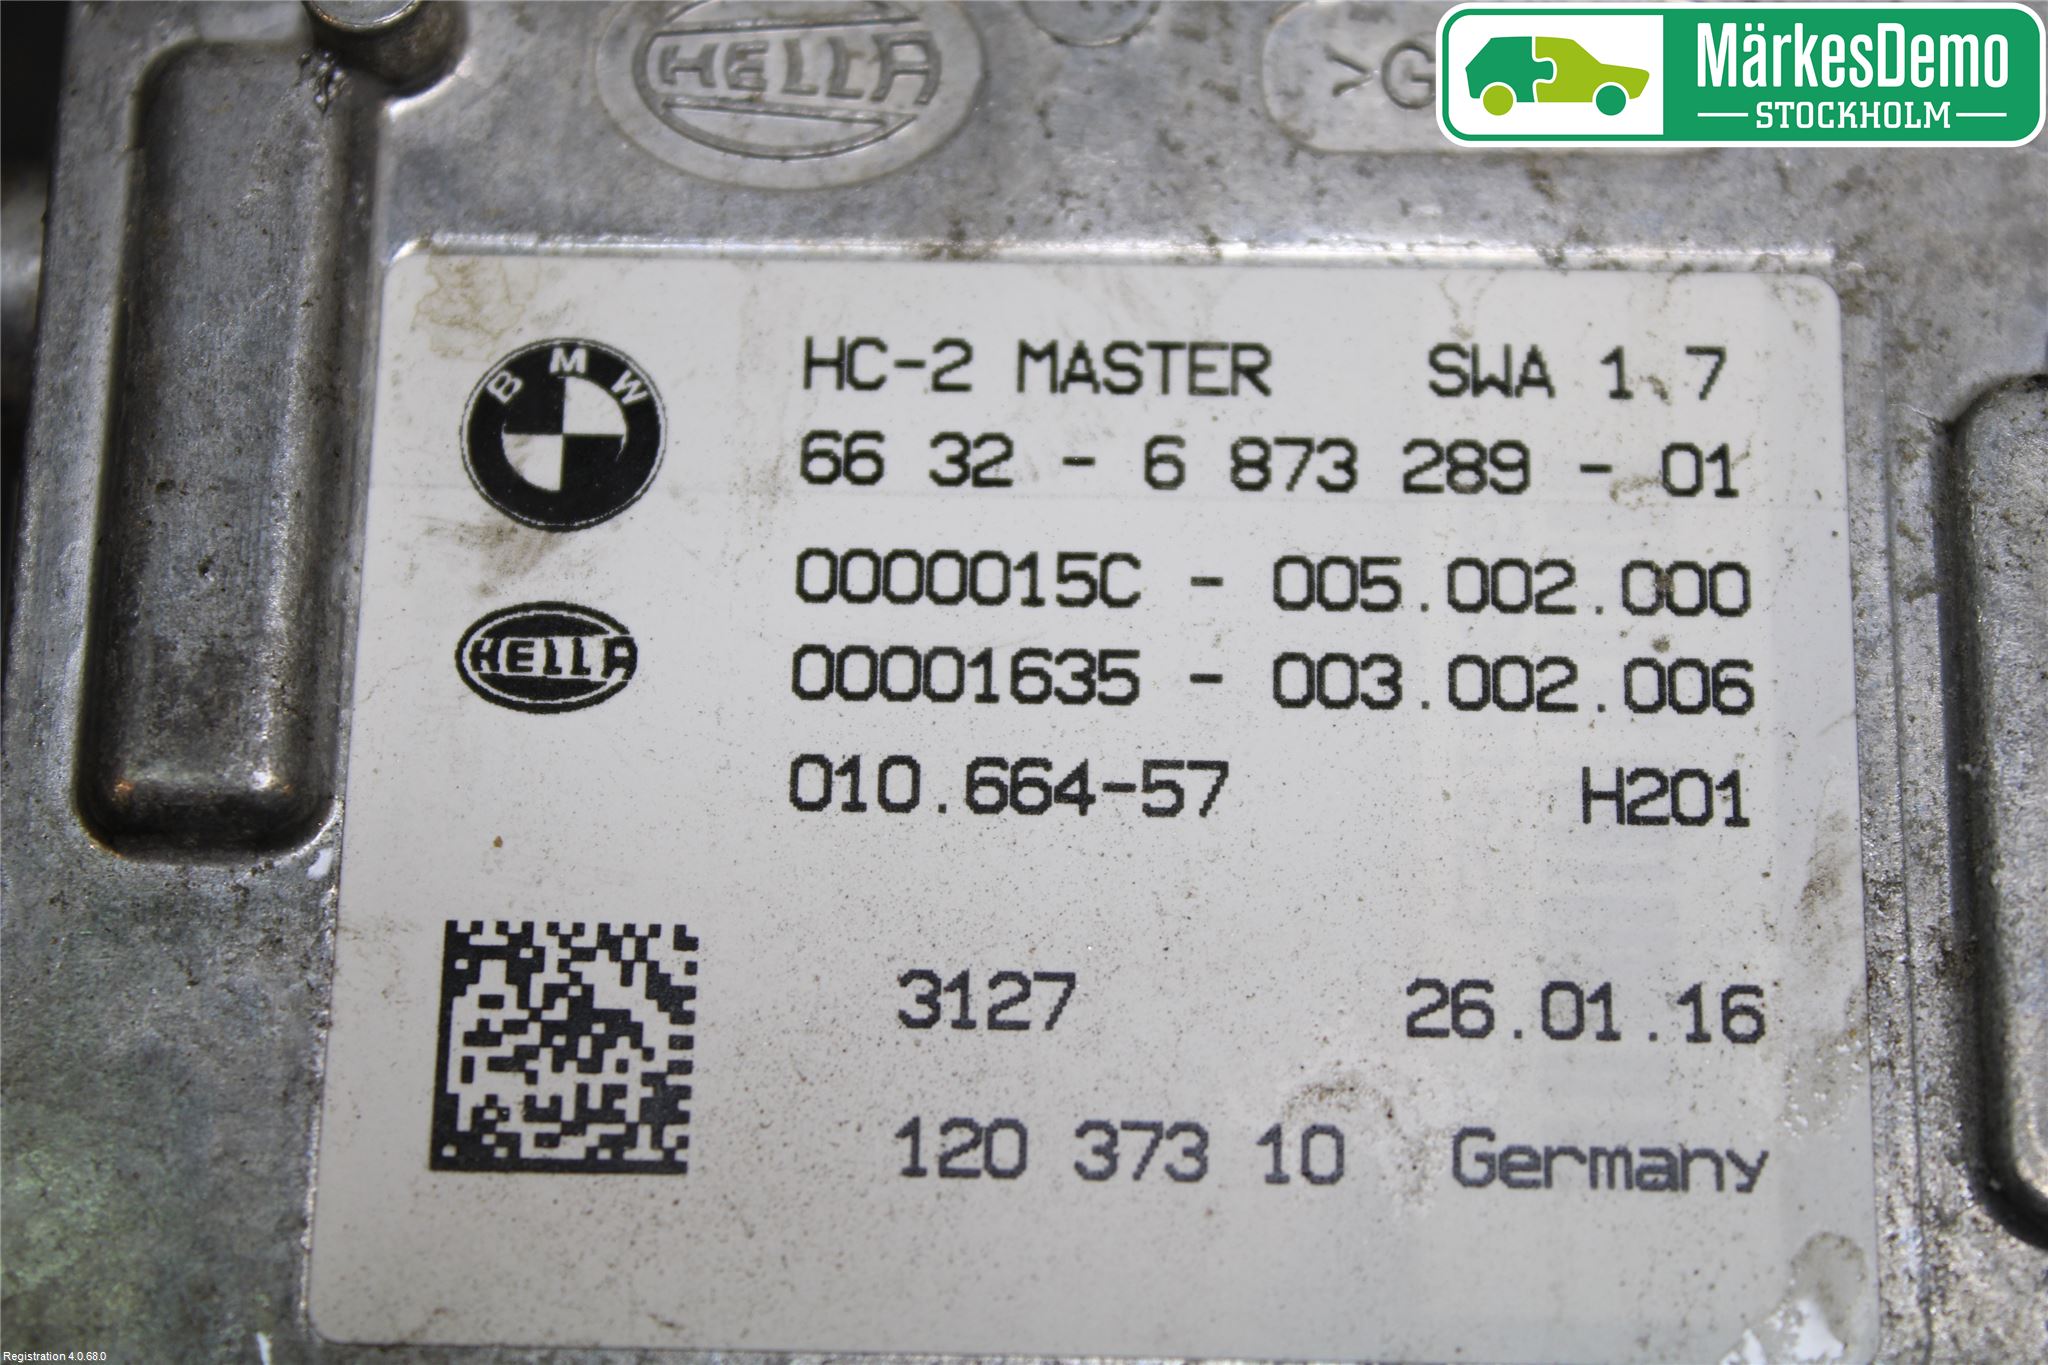 HELLA
>G
MärkesDemo
STOCKHOLM
BMW
HC-2 MASTER SWA 1.7
66 32 - 6 873 289 - 01
0000015C - 005.002.000
HELLA
00001635 - 003.002.006
010.664-57 H201
3127 26.01.16
120 373 10 Germany
Registration 4.0.68.0